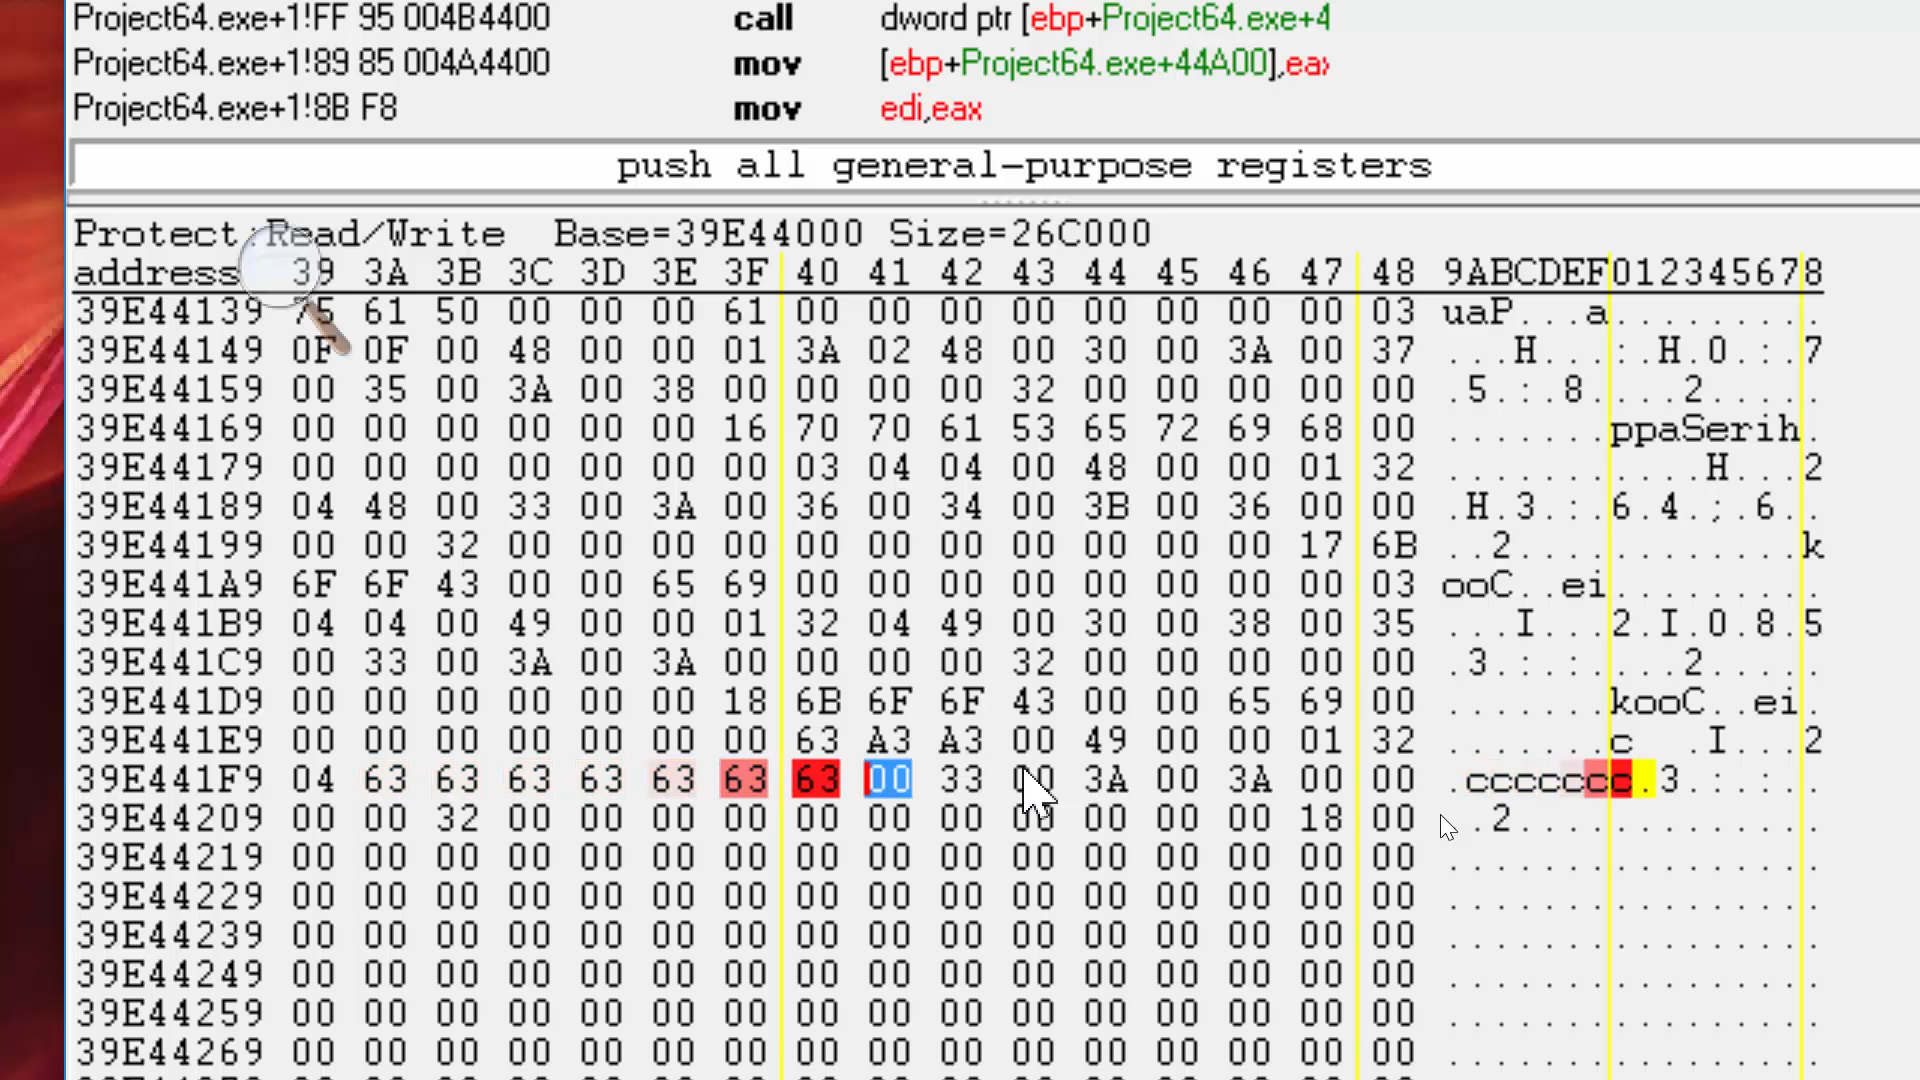 Project64.exe+1!FF 95 004B4400 call dword ptr [ebp+Project64.exe+4
Project64.exe+1!89 85 004A4400 mov [ebp+Project64.exe+44A00],eax
Project64.exe+1!8B F8 mov edi,eax
push all general-purpose registers
Protect:Read/Write Base=39E44000 Size=26C000
address 39 3A 3B 3C 3D 3E 3F 40 41 42 43 44 45 46 47 48 9ABCDEF012345678
39E44139 75 61 50 00 00 00 61 00 00 00 00 00 00 00 00 03 uaP...a.........
39E44149 0F 0F 00 48 00 00 01 3A 02 48 00 30 00 3A 00 37 ...H...:.H.0.:.7
39E44159 00 35 00 3A 00 38 00 00 00 00 32 00 00 00 00 00 .5.:.8....2.....
39E44169 00 00 00 00 00 00 16 70 70 61 53 65 72 69 68 00 .......ppaSerih.
39E44179 00 00 00 00 00 00 00 03 04 04 00 48 00 00 01 32 ...........H...2
39E44189 04 48 00 33 00 3A 00 36 00 34 00 3B 00 36 00 00 .H.3.:.6.4.;.6..
39E44199 00 00 32 00 00 00 00 00 00 00 00 00 00 00 17 6B ..2............k
39E441A9 6F 6F 43 00 00 65 69 00 00 00 00 00 00 00 00 03 ooC..ei.........
39E441B9 04 04 00 49 00 00 01 32 04 49 00 30 00 38 00 35 ...I...2.I.0.8.5
39E441C9 00 33 00 3A 00 3A 00 00 00 00 32 00 00 00 00 00 .3.:.:....2.....
39E441D9 00 00 00 00 00 00 18 6B 6F 6F 43 00 00 65 69 00 .......kooC..ei.
39E441E9 00 00 00 00 00 00 00 63 A3 A3 00 49 00 00 01 32 .......c  .I...2
39E441F9 04 63 63 63 63 63 63 63 00 33 00 3A 00 3A 00 00 .ccccccc.3.:.:..
39E44209 00 00 32 00 00 00 00 00 00 00 00 00 00 00 18 00 ..2.............
39E44219 00 00 00 00 00 00 00 00 00 00 00 00 00 00 00 00 ................
39E44229 00 00 00 00 00 00 00 00 00 00 00 00 00 00 00 00 ................
39E44239 00 00 00 00 00 00 00 00 00 00 00 00 00 00 00 00 ................
39E44249 00 00 00 00 00 00 00 00 00 00 00 00 00 00 00 00 ................
39E44259 00 00 00 00 00 00 00 00 00 00 00 00 00 00 00 00 ................
39E44269 00 00 00 00 00 00 00 00 00 00 00 00 00 00 00 00 ................